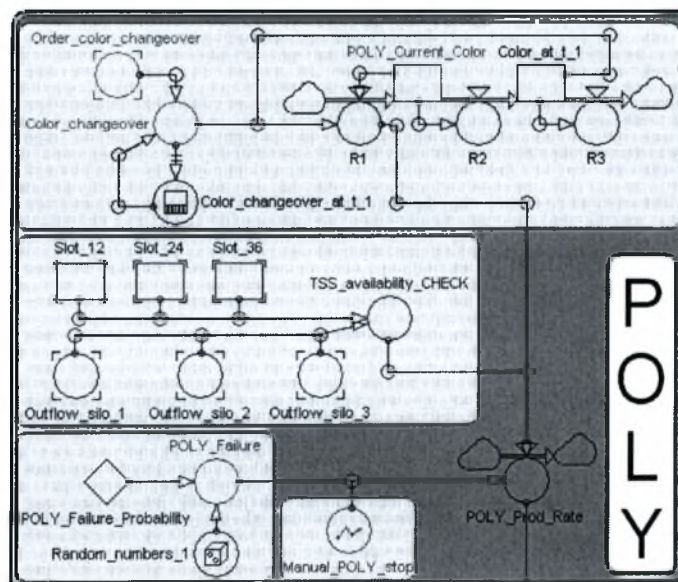 Order_color_changeover
POLY_Current_Color
Color_at_t_1
Color_changeover
R1
R2
R3
Color_changeover_at_t_1
Slot_12
Slot_24
Slot_36
TSS_availability_CHECK
Outflow_silo_1
Outflow_silo_2
Outflow_silo_3
POLY
POLY_Failure
POLY_Failure_Probability
POLY_Prod_Rate
Random_numbers_1
Manual_POLY_stop